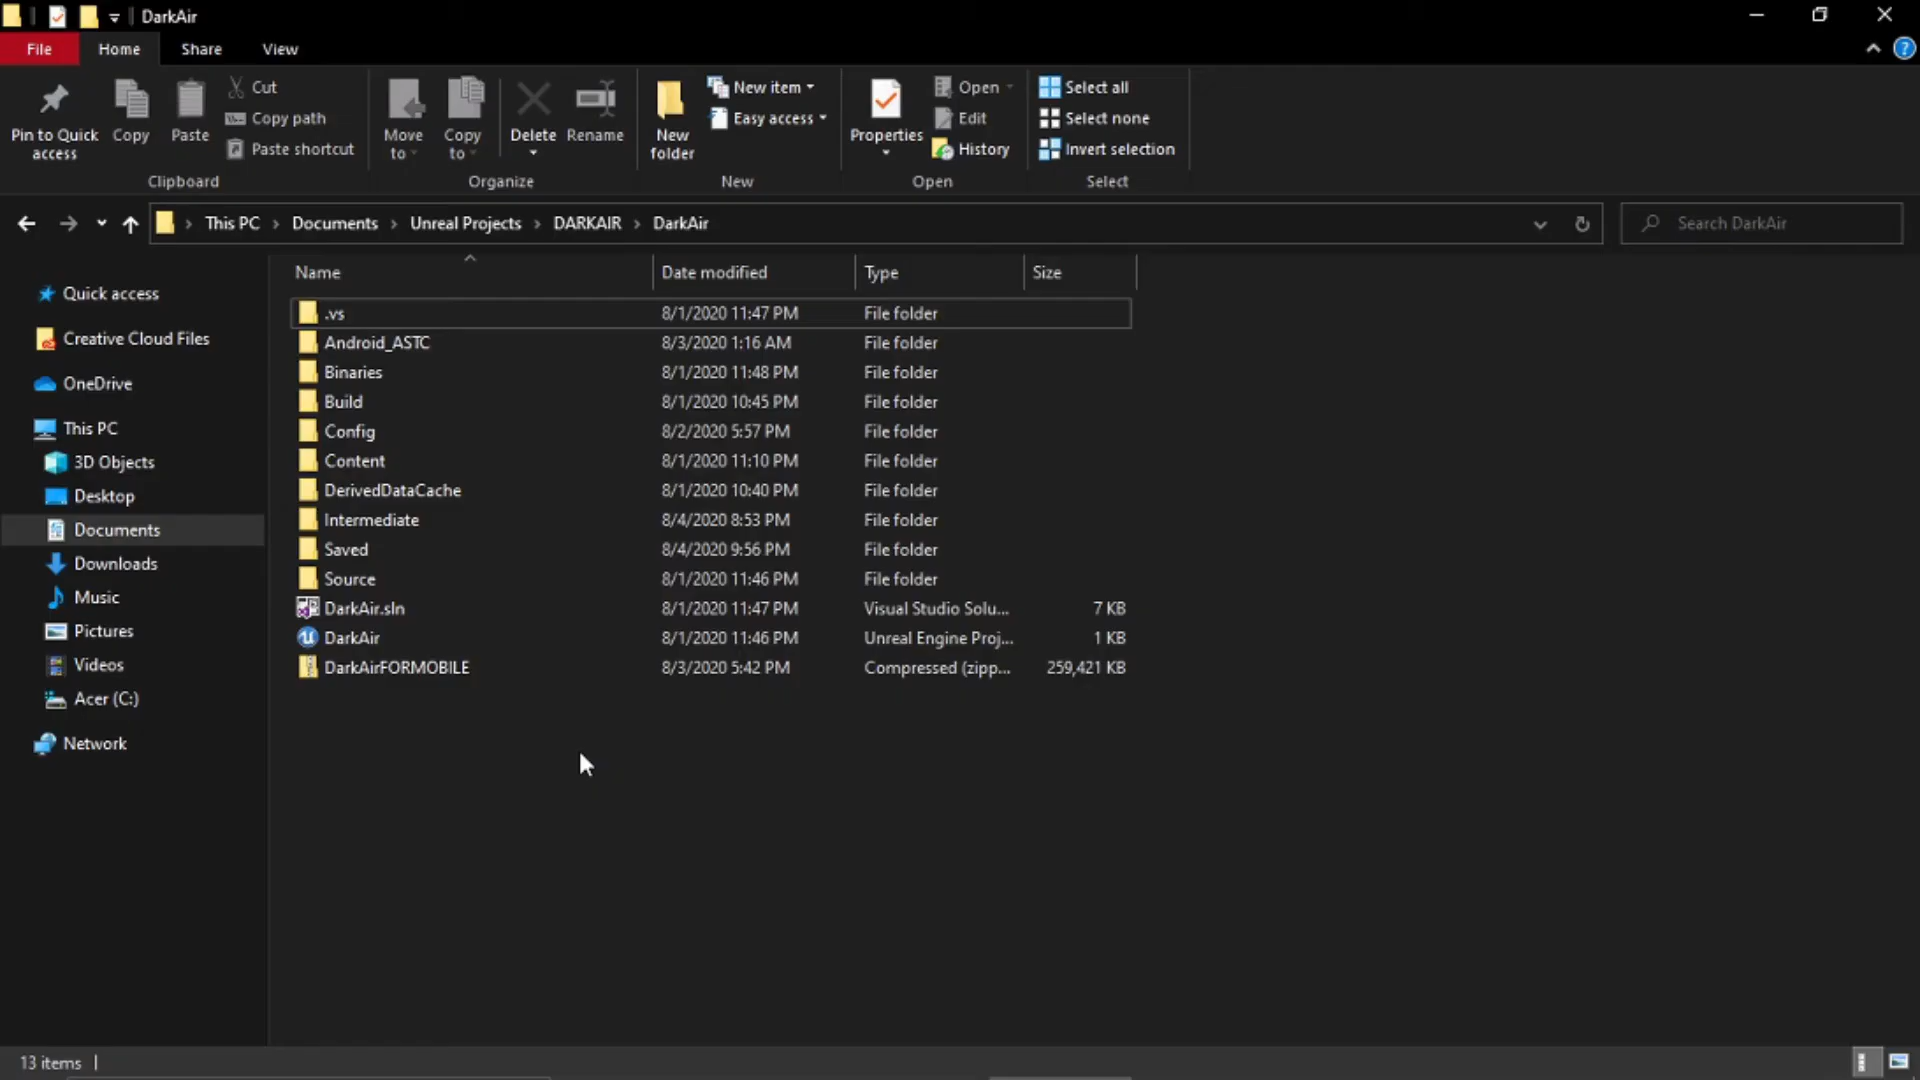 DarkAir
File Home Share View
Pin to Quick access
Copy
Paste
Cut
Copy path
Paste shortcut
Move to
Copy to
Delete
Rename
New folder
New item
Easy access
Properties
Open
Edit
History
Select all
Select none
Invert selection
Clipboard Organize New Open Select
This PC > Documents > Unreal Projects > DARKAIR > DarkAir
Search DarkAir
Quick access
Creative Cloud Files
OneDrive
This PC
3D Objects
Desktop
Documents
Downloads
Music
Pictures
Videos
Acer (C:)
Network
Name Date modified Type Size
.vs 8/1/2020 11:47 PM File folder
Android_ASTC 8/3/2020 1:16 AM File folder
Binaries 8/1/2020 11:48 PM File folder
Build 8/1/2020 10:45 PM File folder
Config 8/2/2020 5:57 PM File folder
Content 8/1/2020 11:10 PM File folder
DerivedDataCache 8/1/2020 10:40 PM File folder
Intermediate 8/4/2020 8:53 PM File folder
Saved 8/4/2020 9:56 PM File folder
Source 8/1/2020 11:46 PM File folder
DarkAir.sln 8/1/2020 11:47 PM Visual Studio Solu... 7 KB
DarkAir 8/1/2020 11:46 PM Unreal Engine Proj... 1 KB
DarkAirFORMOBILE 8/3/2020 5:42 PM Compressed (zipp... 259,421 KB
13 items